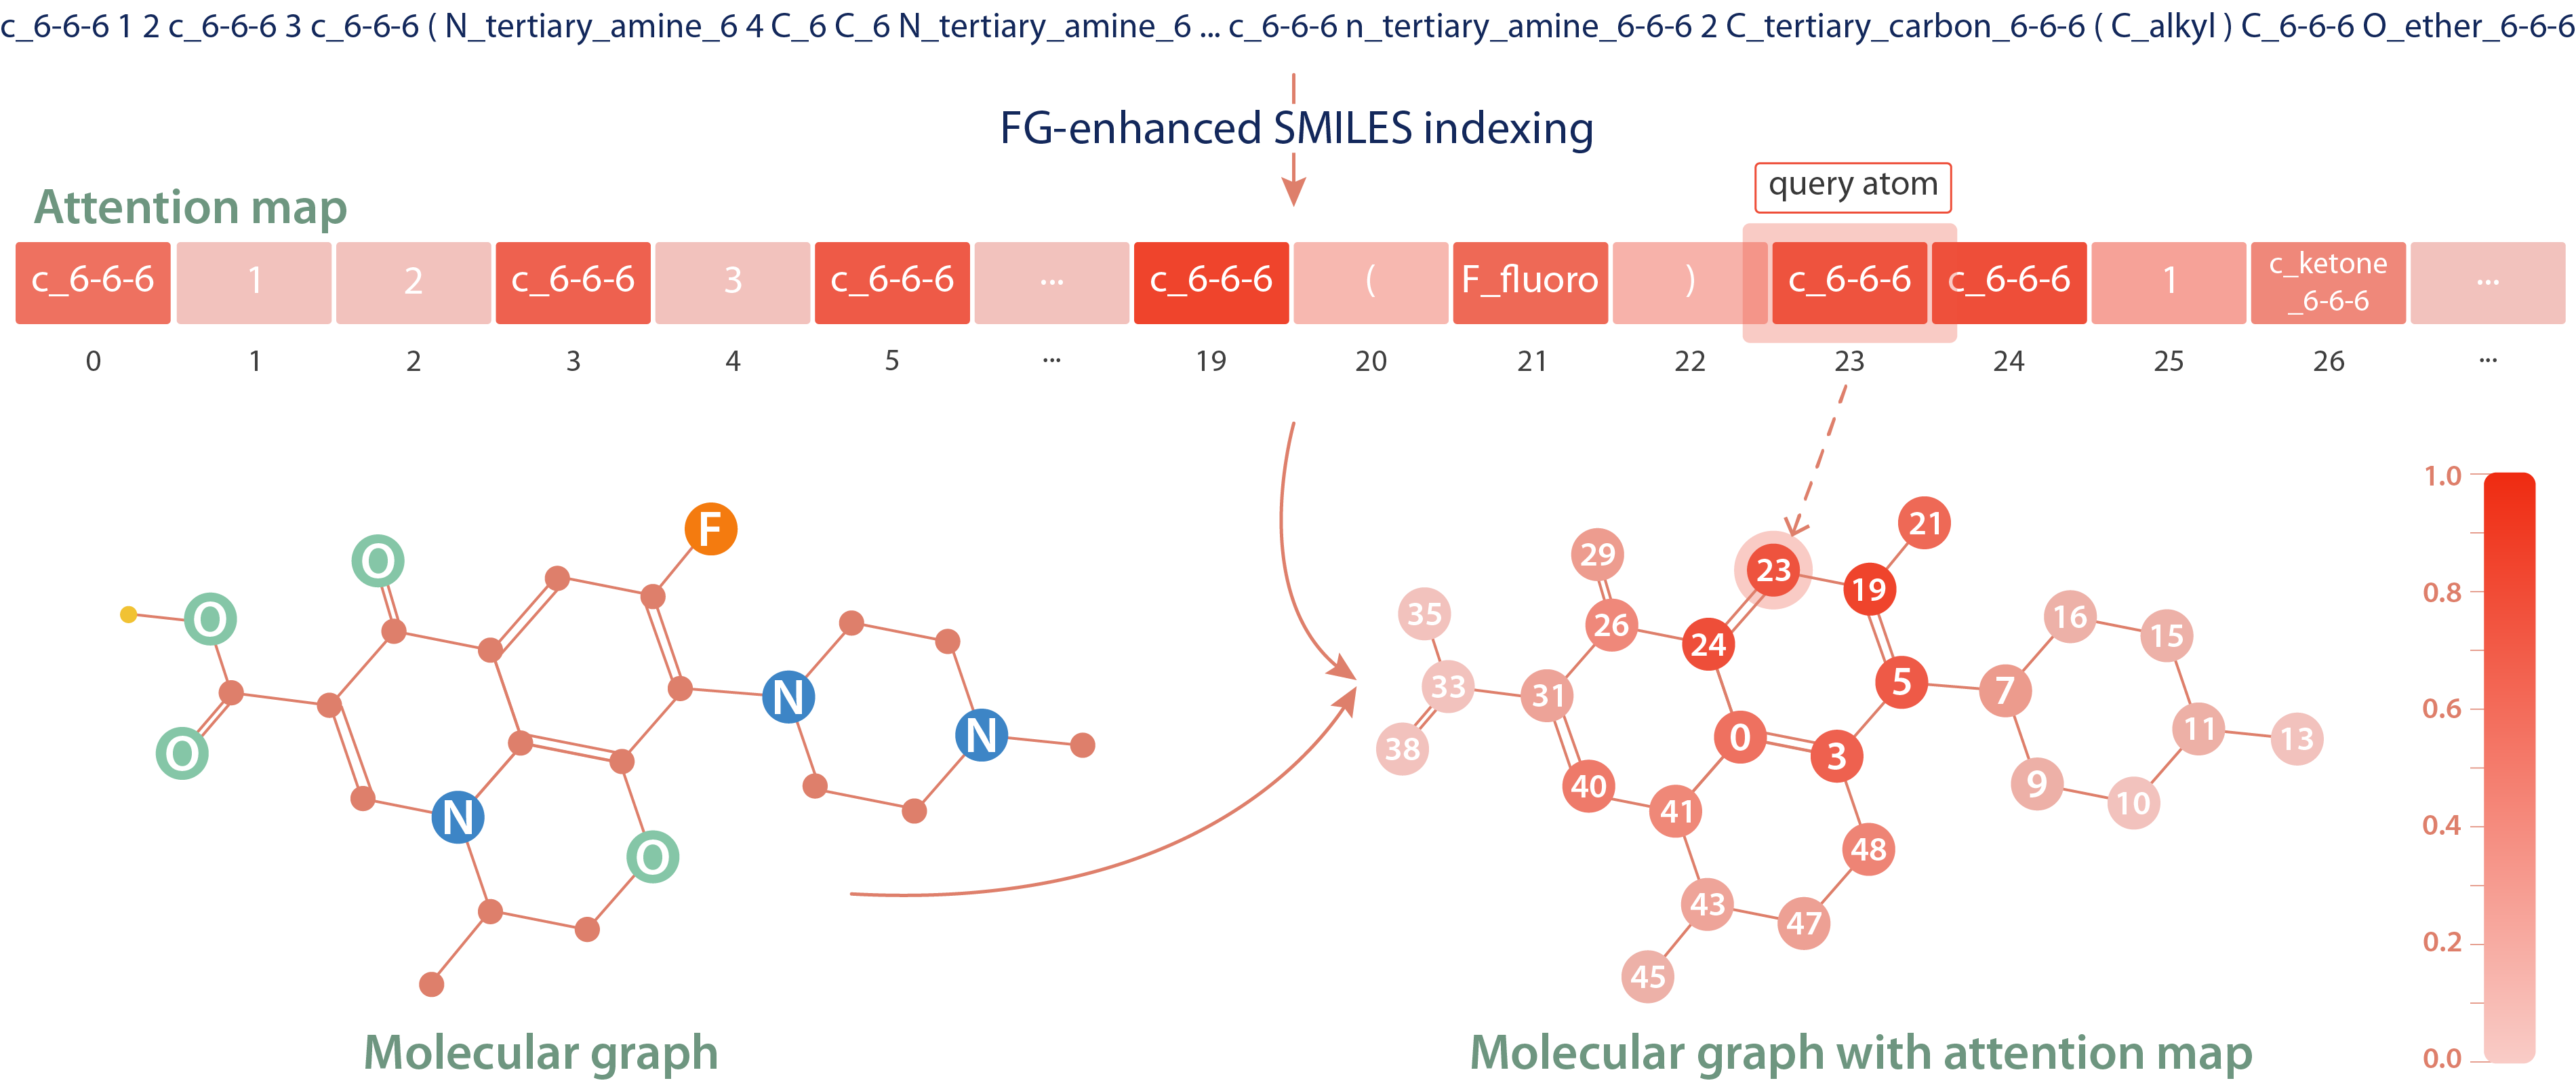 c_6-6-6 1 2 c_6-6-6 3 c_6-6-6 ( N_tertiary_amine_6 4 C_6 C_6 N_tertiary_amine_6 ... c_6-6-6 n_tertiary_amine_6-6-6 2 C_tertiary_carbon_6-6-6 ( C_alkyl ) C_6-6-6 O_ether_6-6-6
FG-enhanced SMILES indexing
query atom
Attention map
c_6-6-6 1 2 c_6-6-6 3 c_6-6-6 ... c_6-6-6 ( F_fluoro ) c_6-6-6 c_6-6-6 1 c_ketone ...
_6-6-6
0 1 2 3 4 5 ... 19 20 21 22 23 24 25 26 ...
F
O
O
O
N
N
N
O
Molecular graph
21
29
23
19
35
26
24
16
15
33
31
5
7
38
0
3
11
13
40
41
9
10
48
43
47
45
Molecular graph with attention map
1.0
0.8
0.6
0.4
0.2
0.0